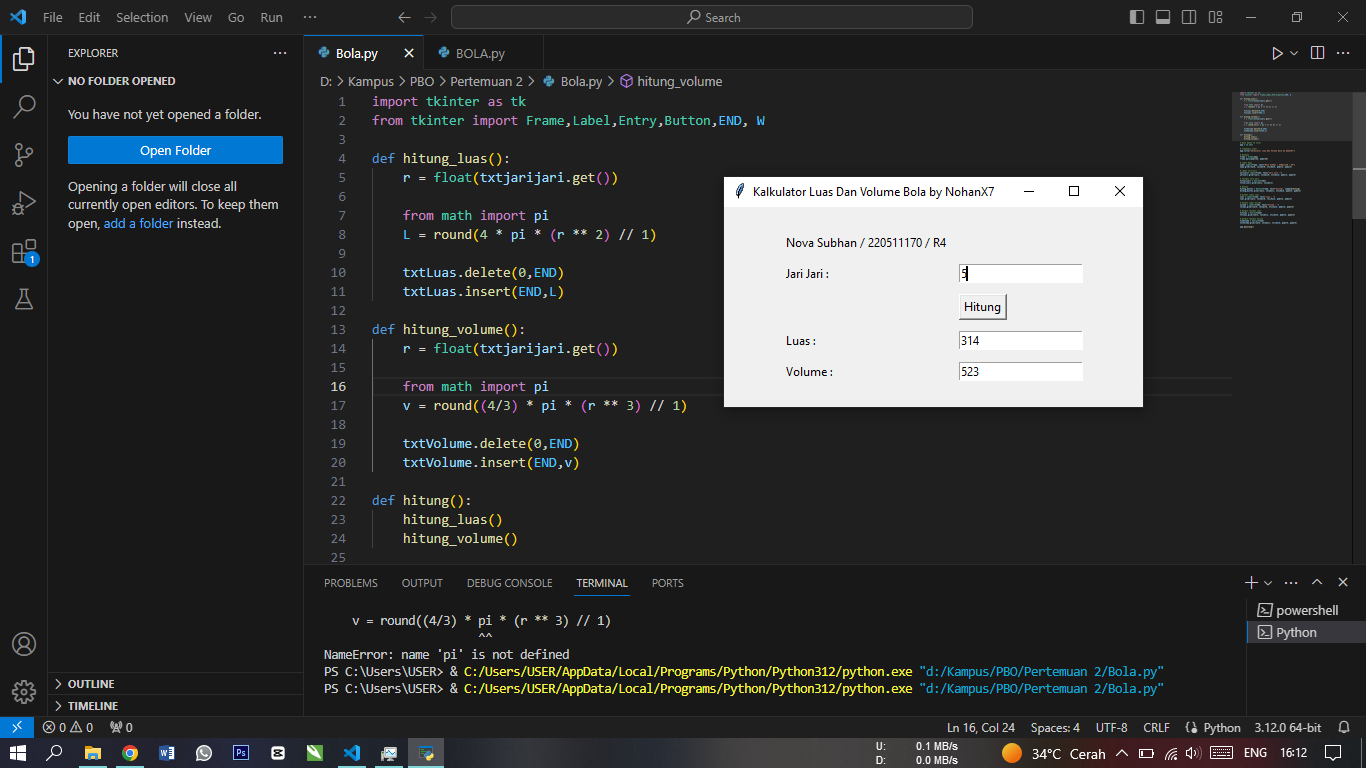 File Edit Selection View Go Run ···
Search
EXPLORER ···
NO FOLDER OPENED
You have not yet opened a folder.
Open Folder
Opening a folder will close all
currently open editors. To keep them
open, add a folder instead.
OUTLINE
TIMELINE
Bola.py
BOLA.py
D: > Kampus > PBO > Pertemuan 2 > Bola.py > hitung_volume
1 import tkinter as tk
2 from tkinter import Frame,Label,Entry,Button,END, W
3
4 def hitung_luas():
5 r = float(txtjarijari.get())
6
7 from math import pi
8 L = round(4 * pi * (r ** 2) // 1)
9
10 txtLuas.delete(0,END)
11 txtLuas.insert(END,L)
12
13 def hitung_volume():
14 r = float(txtjarijari.get())
15
16 from math import pi
17 v = round((4/3) * pi * (r ** 3) // 1)
18
19 txtVolume.delete(0,END)
20 txtVolume.insert(END,v)
21
22 def hitung():
23 hitung_luas()
24 hitung_volume()
25
Kalkulator Luas Dan Volume Bola by NohanX7
Nova Subhan / 220511170 / R4
Jari Jari : 5
Hitung
Luas : 314
Volume : 523
PROBLEMS OUTPUT DEBUG CONSOLE TERMINAL PORTS
v = round((4/3) * pi * (r ** 3) // 1)
^^
NameError: name 'pi' is not defined
PS C:\Users\USER> & C:/Users/USER/AppData/Local/Programs/Python/Python312/python.exe "d:/Kampus/PBO/Pertemuan 2/Bola.py"
PS C:\Users\USER> & C:/Users/USER/AppData/Local/Programs/Python/Python312/python.exe "d:/Kampus/PBO/Pertemuan 2/Bola.py"
powershell
Python
1
0 0 0
Ln 16, Col 24 Spaces: 4 UTF-8 CRLF Python 3.12.0 64-bit
U: 0.1 MB/s
D: 0.0 MB/s
34°C Cerah
ENG 16:12